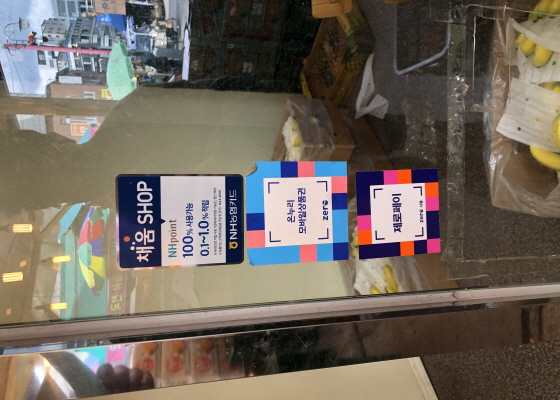 채움 SHOP
NHpoint
100% 사용가능
0.1~1.0% 적립
NH농협카드
온누리
모바일상품권
zero
제로페이
zero